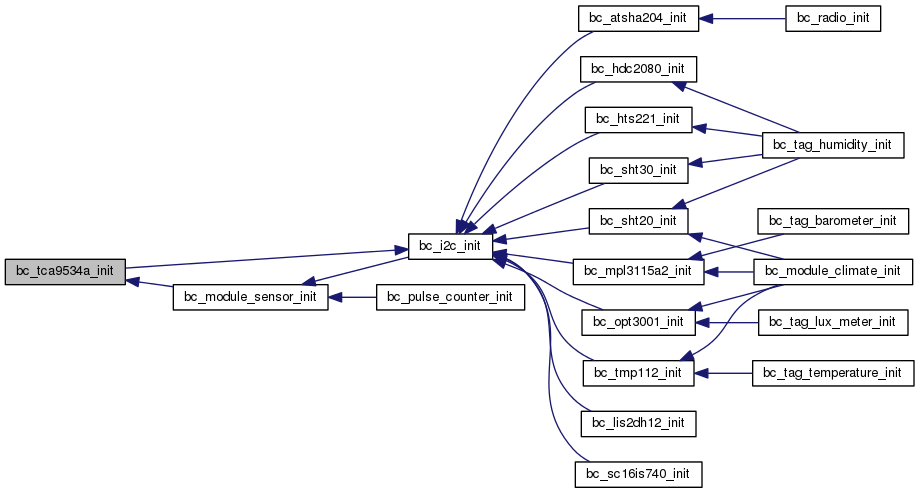 bc_atsha204_init
bc_radio_init
bc_hdc2080_init
bc_hts221_init
bc_tag_humidity_init
bc_sht30_init
bc_sht20_init
bc_tag_barometer_init
bc_i2c_init
bc_tca9534a_init
bc_mpl3115a2_init
bc_module_climate_init
bc_module_sensor_init
bc_pulse_counter_init
bc_opt3001_init
bc_tag_lux_meter_init
bc_tmp112_init
bc_tag_temperature_init
bc_lis2dh12_init
bc_sc16is740_init